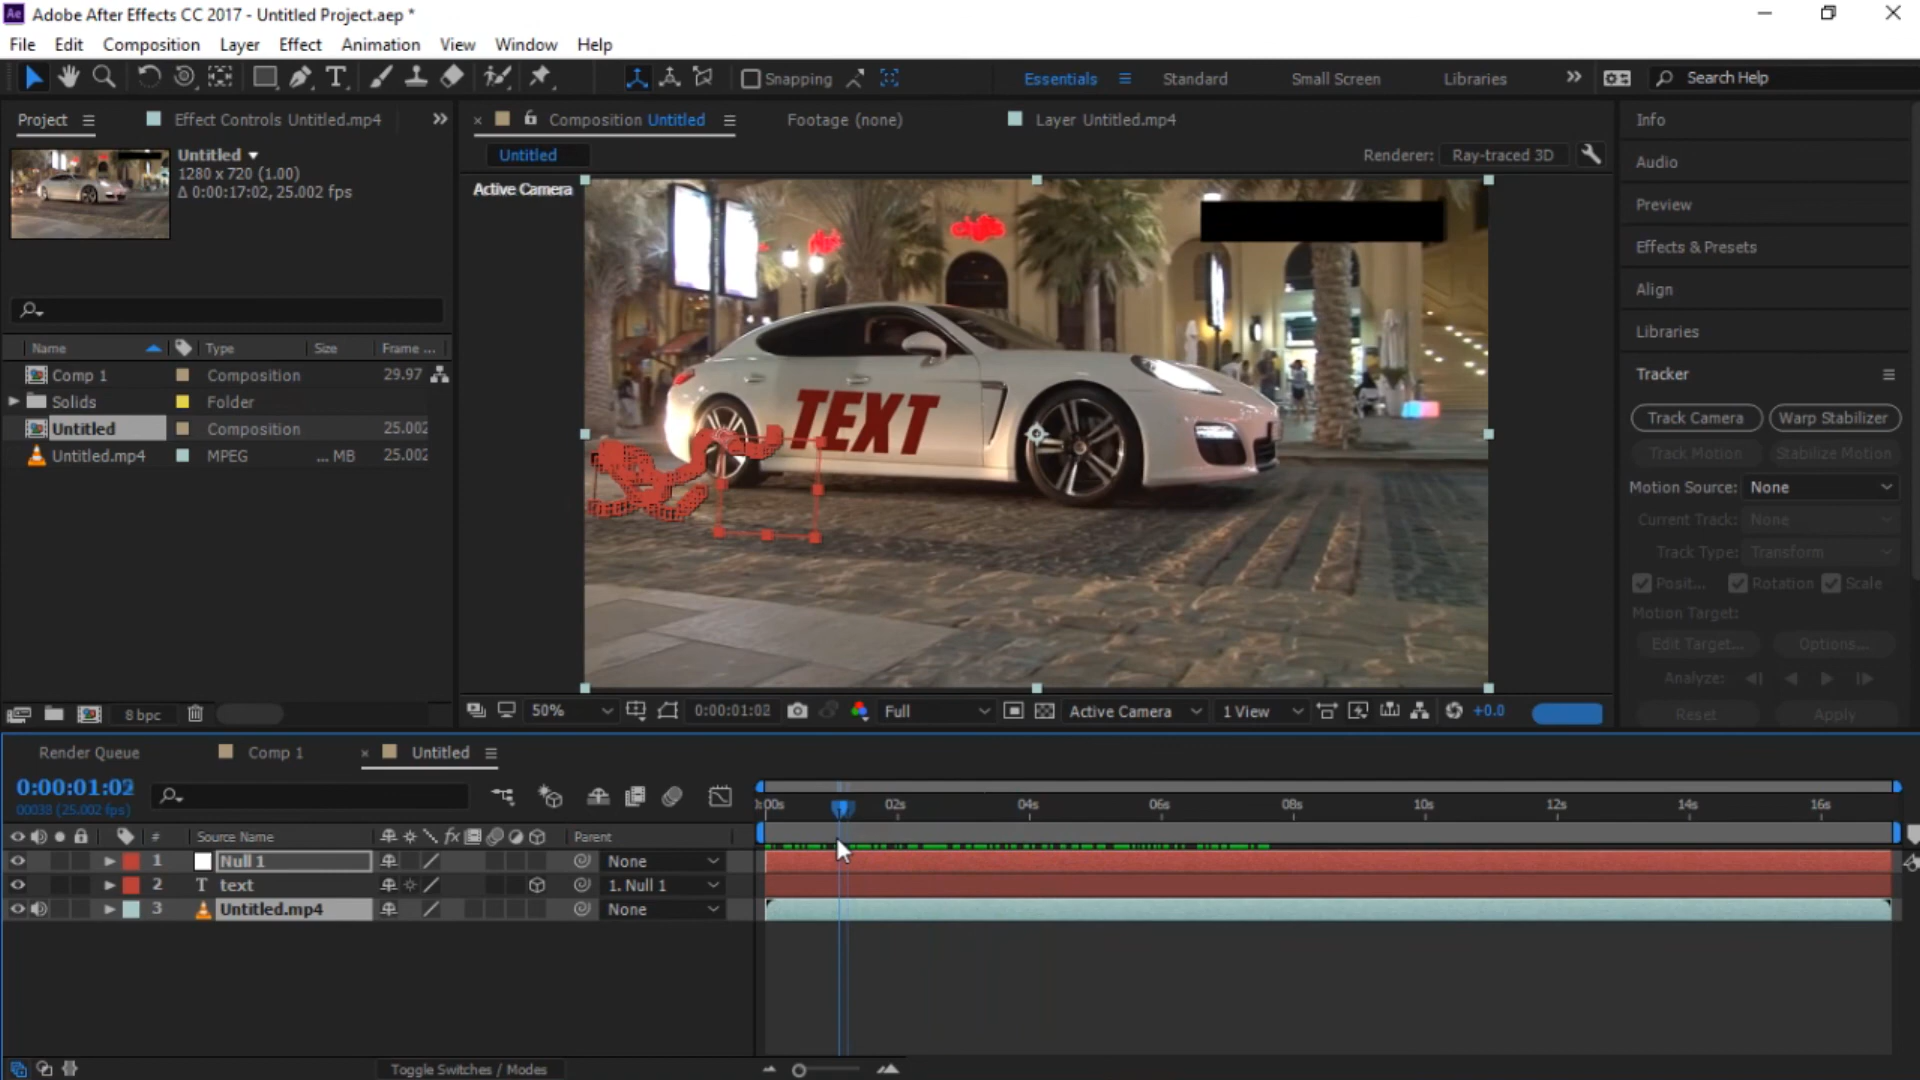 Ae Adobe After Effects CC 2017 - Untitled Project.aep *
File Edit Composition Layer Effect Animation View Window Help
T Snapping Essentials Standard Small Screen Libraries Search Help
Project Effect Controls Untitled.mp4
Untitled
1280 x 720 (1.00)
Δ 0:00:17:02, 25.002 fps
Name Type Size Frame ...
Comp 1 Composition 29.97
Solids Folder
Untitled Composition 25.002
Untitled.mp4 MPEG ... MB 25.002
8 bpc
Composition Untitled Footage (none) Layer Untitled.mp4
Untitled Renderer: Ray-traced 3D
Active Camera
TEXT
50% 0:00:01:02 Full Active Camera 1 View +0.0
Info
Audio
Preview
Effects & Presets
Align
Libraries
Tracker
Track Camera Warp Stabilizer
Track Motion Stabilize Motion
Motion Source: None
Current Track: None
Track Type: Transform
Posit... Rotation Scale
Motion Target:
Edit Target... Options...
Analyze:
Reset Apply
Render Queue Comp 1 × Untitled
0:00:01:02
(25.002 fps)
:00s 02s 04s 06s 08s 10s 12s 14s 16s
# Source Name fx Parent
1 Null 1 None
2 T text 1. Null 1
3 Untitled.mp4 None
Toggle Switches / Modes